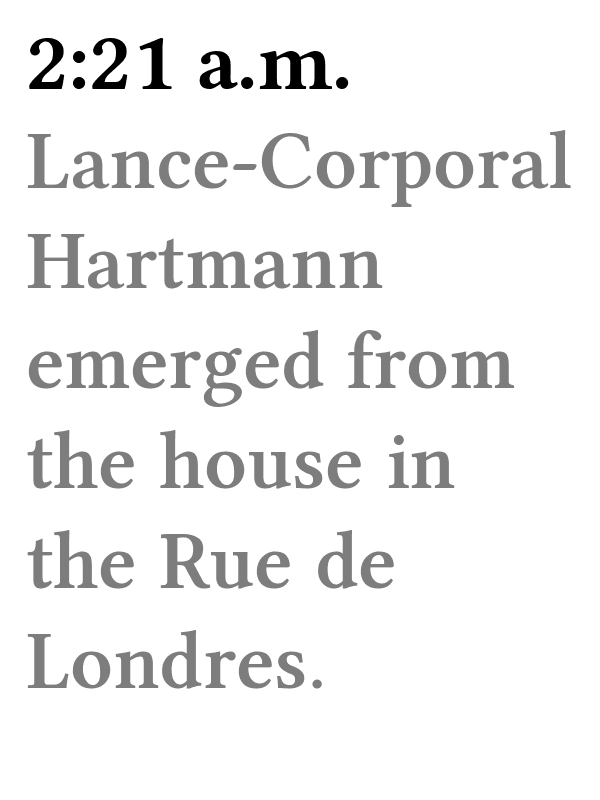 2:21 a.m.
Lance-Corporal
Hartmann
emerged from
the house in
the Rue de
Londres.